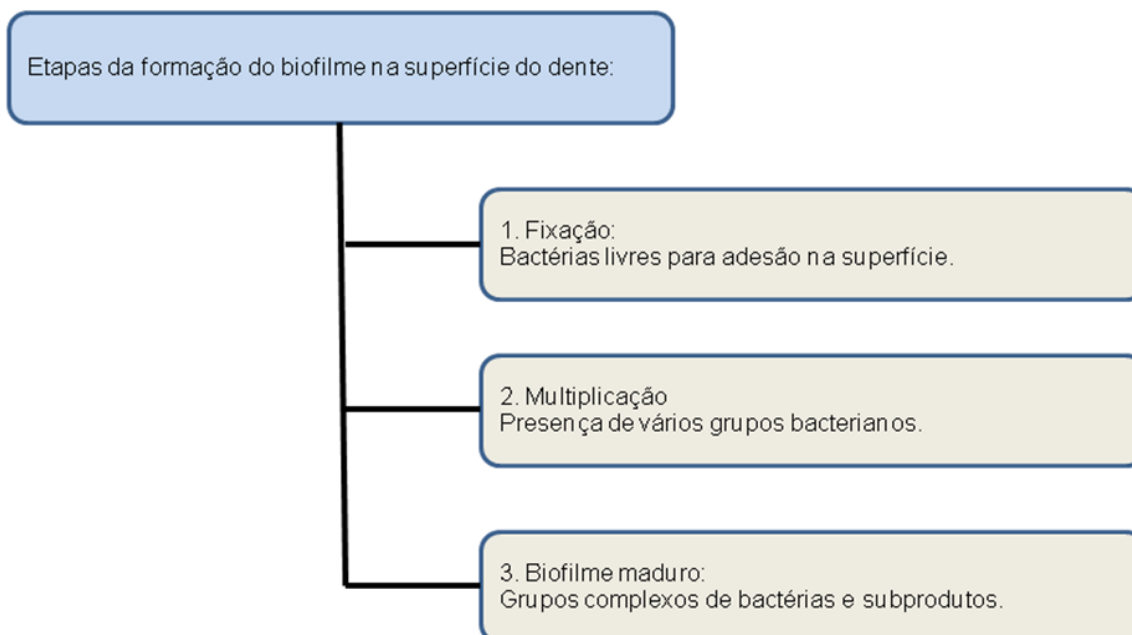 Etapas da formação do biofilme na superfície do dente:
1. Fixação:
Bactérias livres para adesão na superfície.
2. Multiplicação
Presença de vários grupos bacterianos.
3. Biofilme maduro:
Grupos complexos de bactérias e subprodutos.